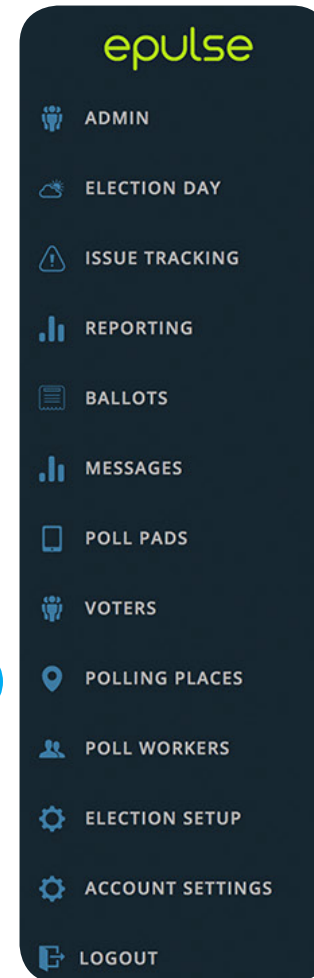 epulse
ADMIN
ELECTION DAY
ISSUE TRACKING
REPORTING
BALLOTS
MESSAGES
POLL PADS
VOTERS
POLLING PLACES
POLL WORKERS
ELECTION SETUP
ACCOUNT SETTINGS
LOGOUT